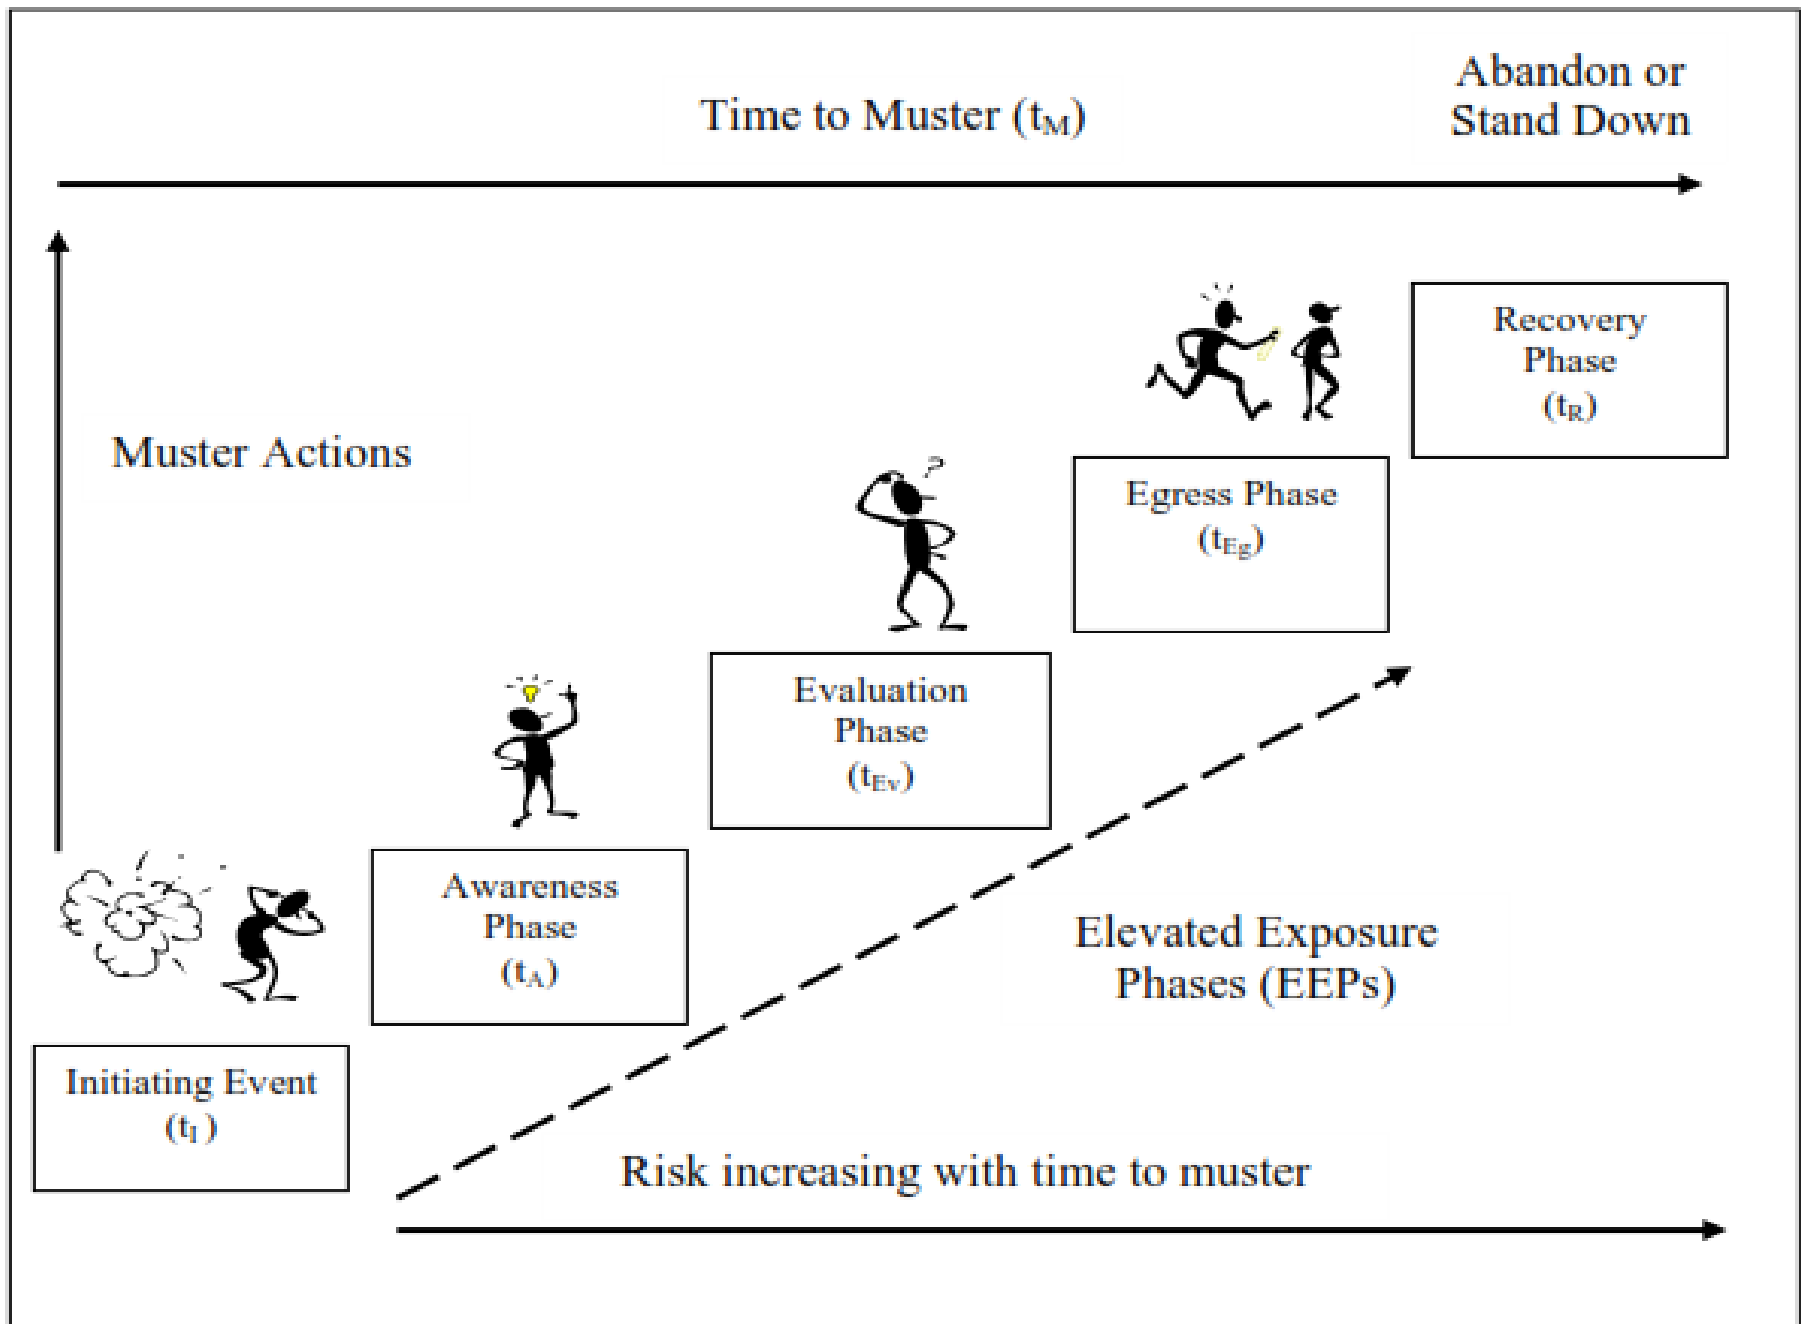 Time to Muster (tM)
Abandon or
Stand Down
Muster Actions
Recovery
Phase
(tR)
Egress Phase
(tEg)
?
Evaluation
Phase
(tEv)
Awareness
Phase
(tA)
Initiating Event
(tI )
Elevated Exposure
Phases (EEPs)
Risk increasing with time to muster